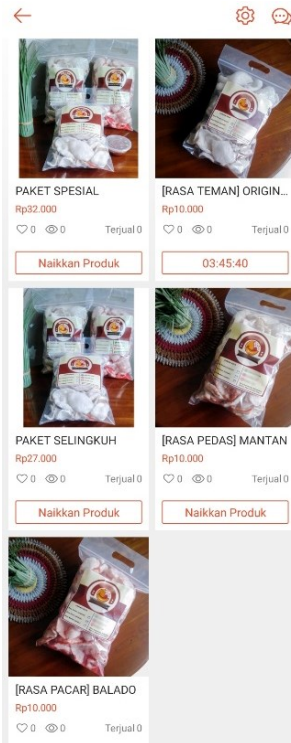 PAKET SPESIAL
Rp32.000
0 0 Terjual 0
Naikkan Produk
[RASA TEMAN] ORIGIN...
Rp10.000
0 0 Terjual 0
03:45:40
PAKET SELINGKUH
Rp27.000
0 0 Terjual 0
Naikkan Produk
[RASA PEDAS] MANTAN
Rp10.000
0 0 Terjual 0
Naikkan Produk
[RASA PACAR] BALADO
Rp10.000
0 0 Terjual 0